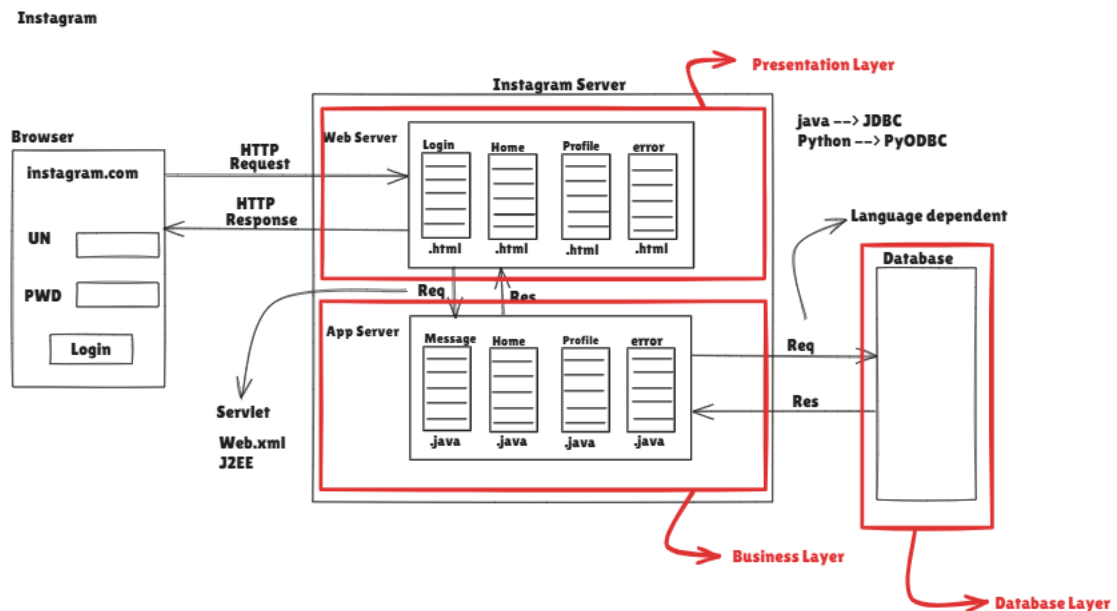 Instagram
Presentation Layer
Instagram Server
java --> JDBC
Python --> PyODBC
Browser
instagram.com
UN
PWD
Login
HTTP
Request
HTTP
Response
Web Server
Login
Home
Profile
error
.html
.html
.html
.html
Language dependent
Database
Req
Res
App Server
Message
Home
Profile
error
.java
.java
.java
.java
Req
Res
Servlet
Web.xml
J2EE
Business Layer
Database Layer